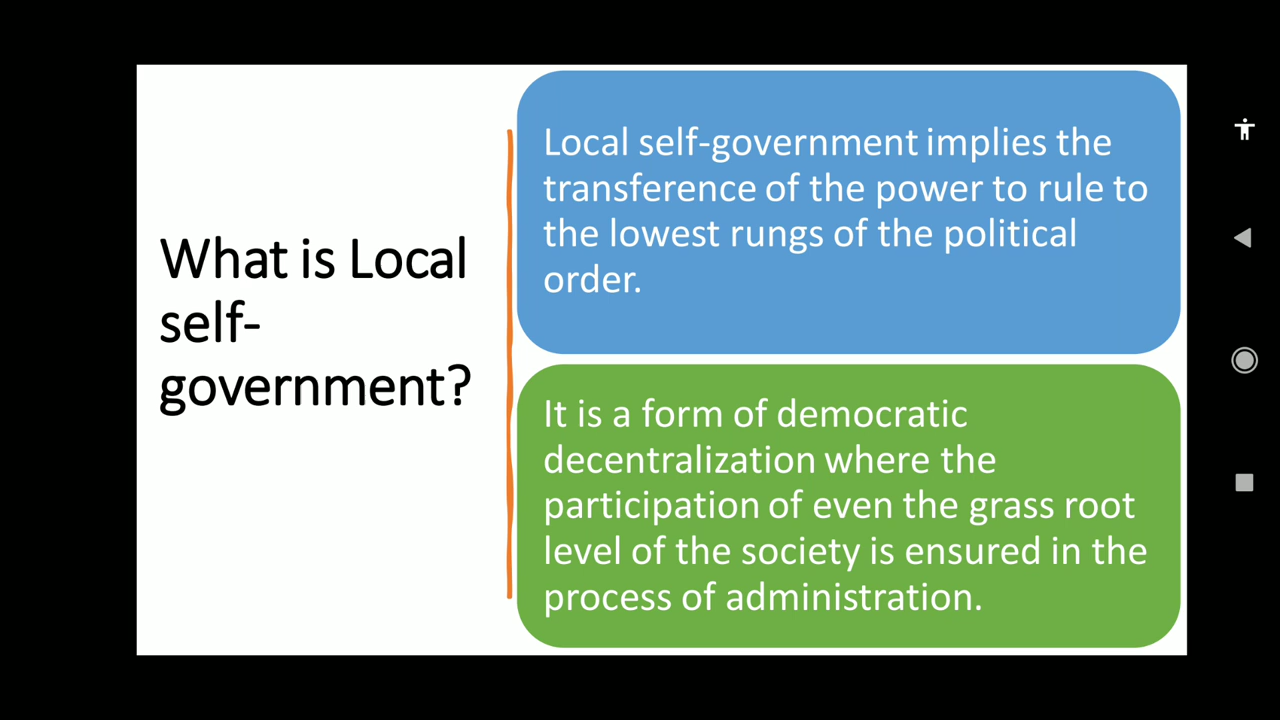 What is Local
self-
government?
Local self-government implies the
transference of the power to rule to
the lowest rungs of the political
order.
It is a form of democratic
decentralization where the
participation of even the grass root
level of the society is ensured in the
process of administration.